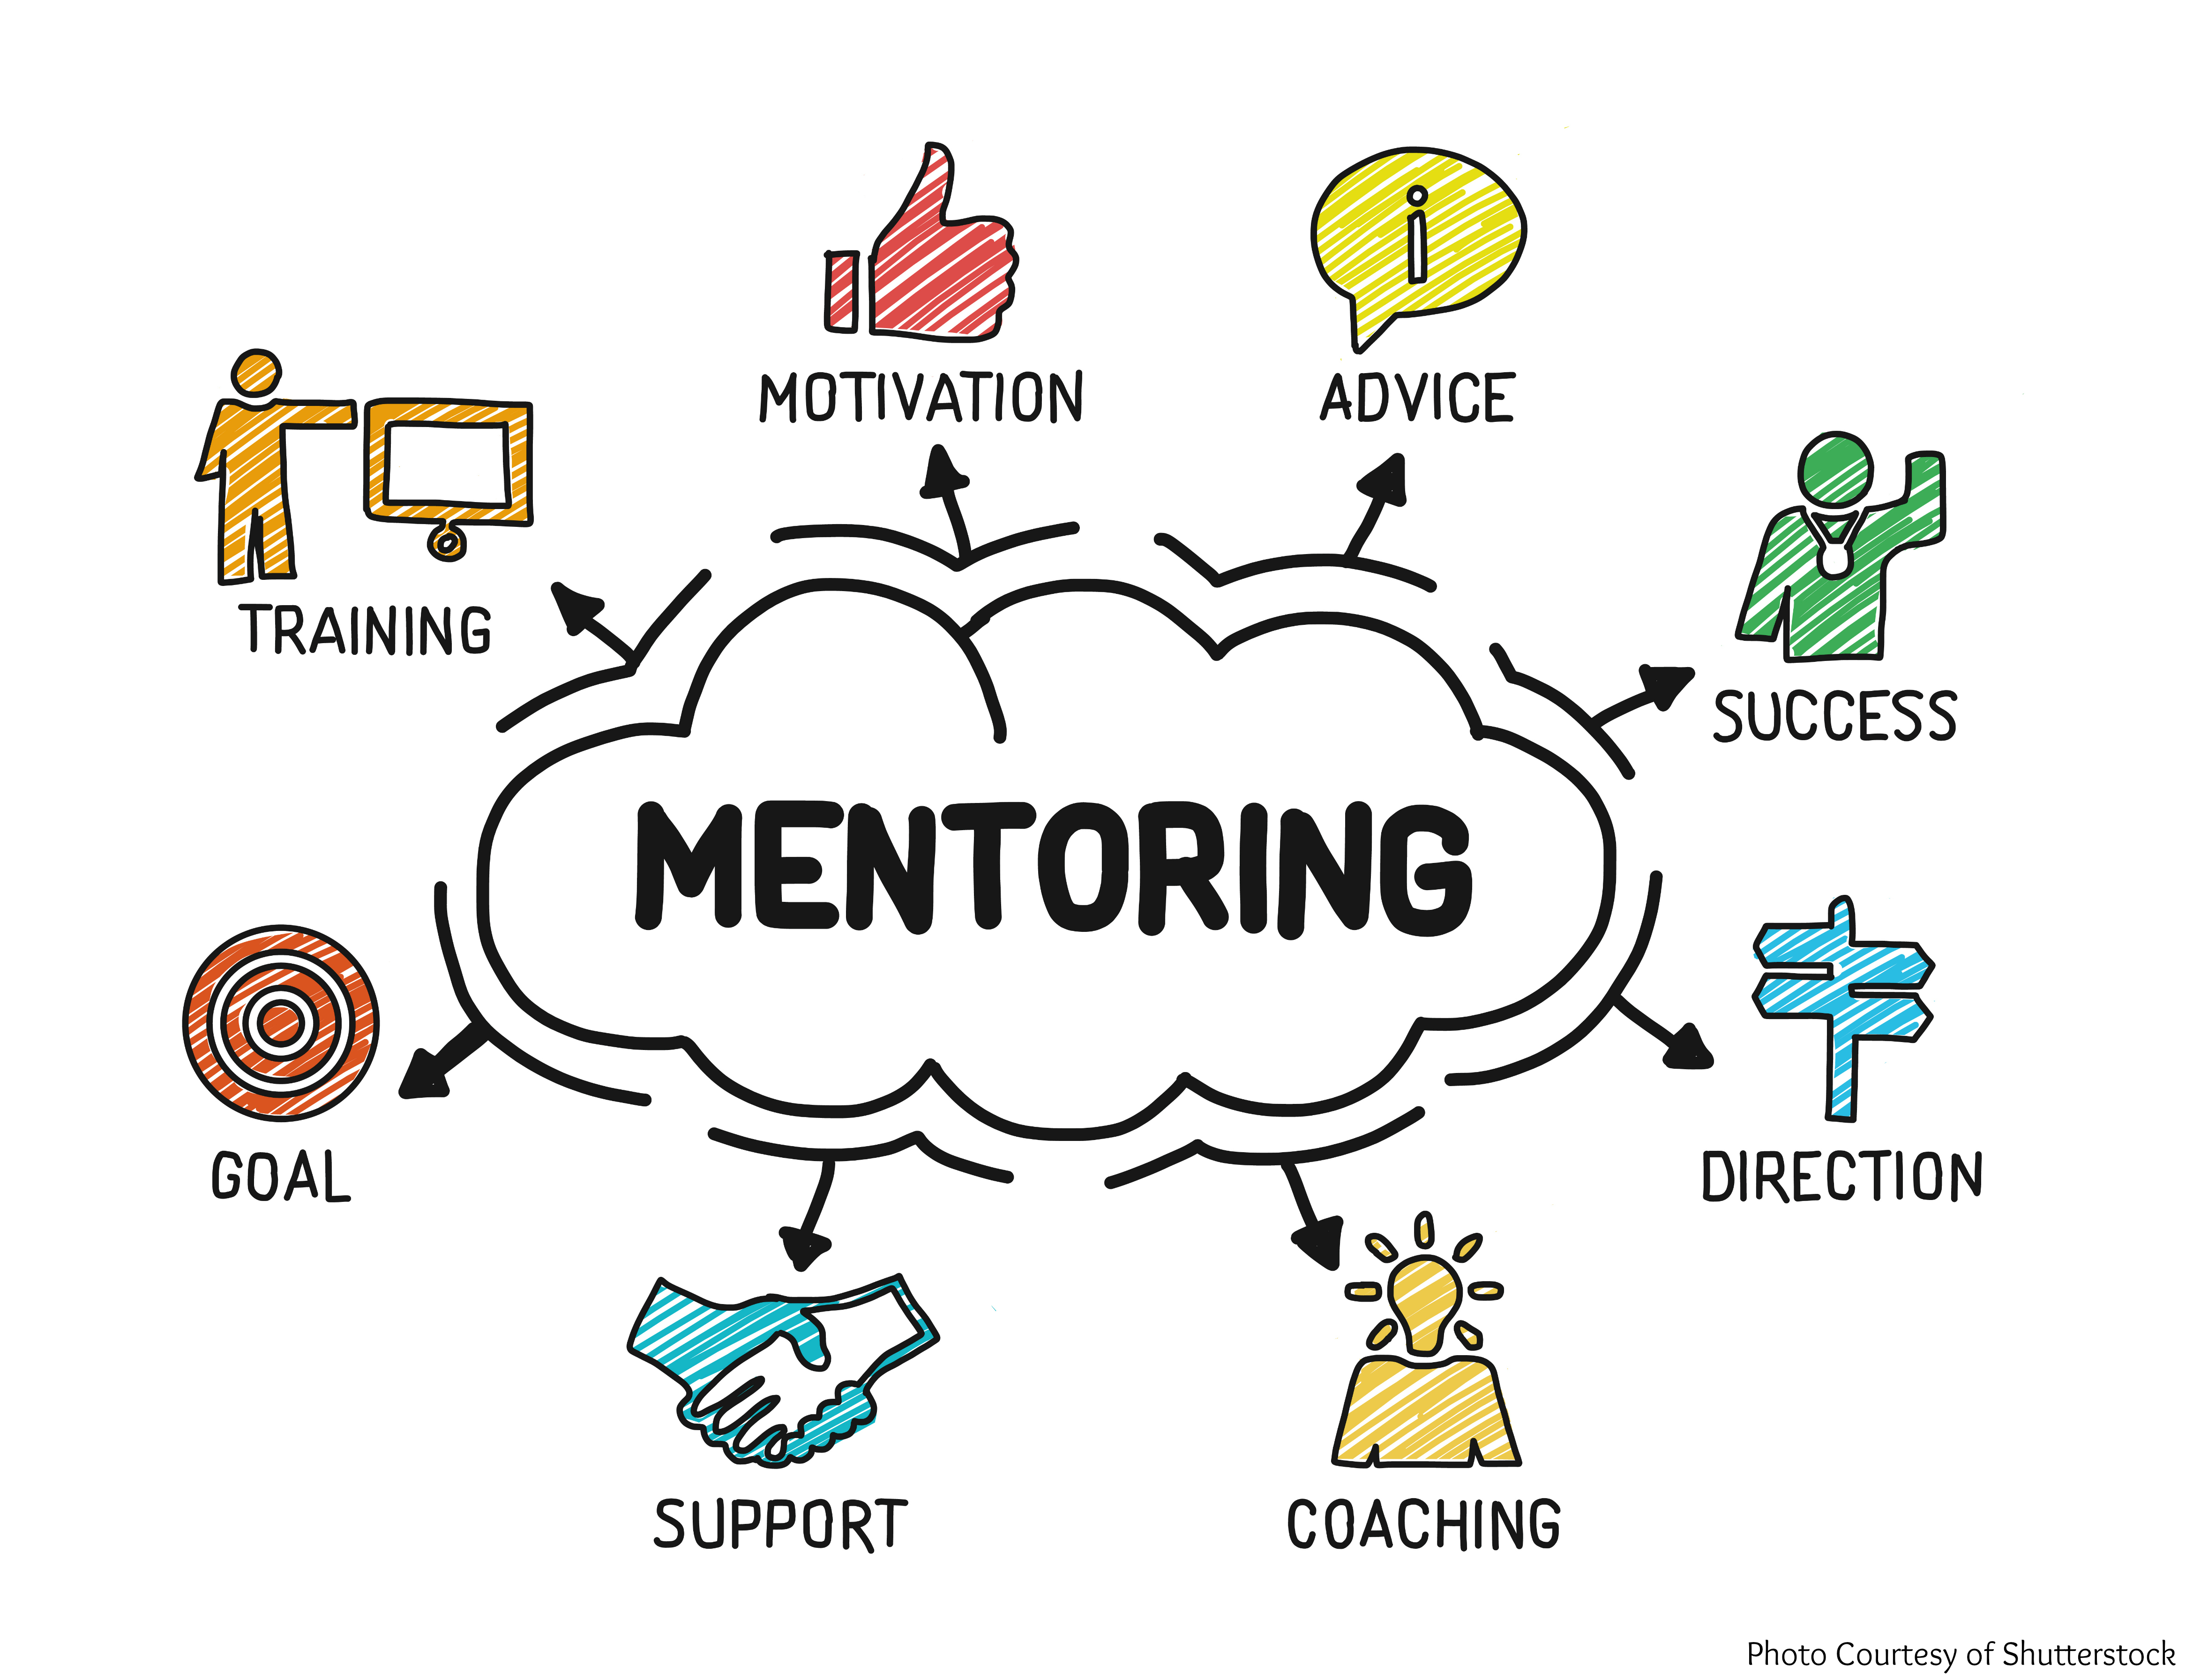 MOTIVATION
ADVICE
TRAINING
SUCCESS
MENTORING
GOAL
DIRECTION
SUPPORT
COACHING
Photo Courtesy of Shutterstock